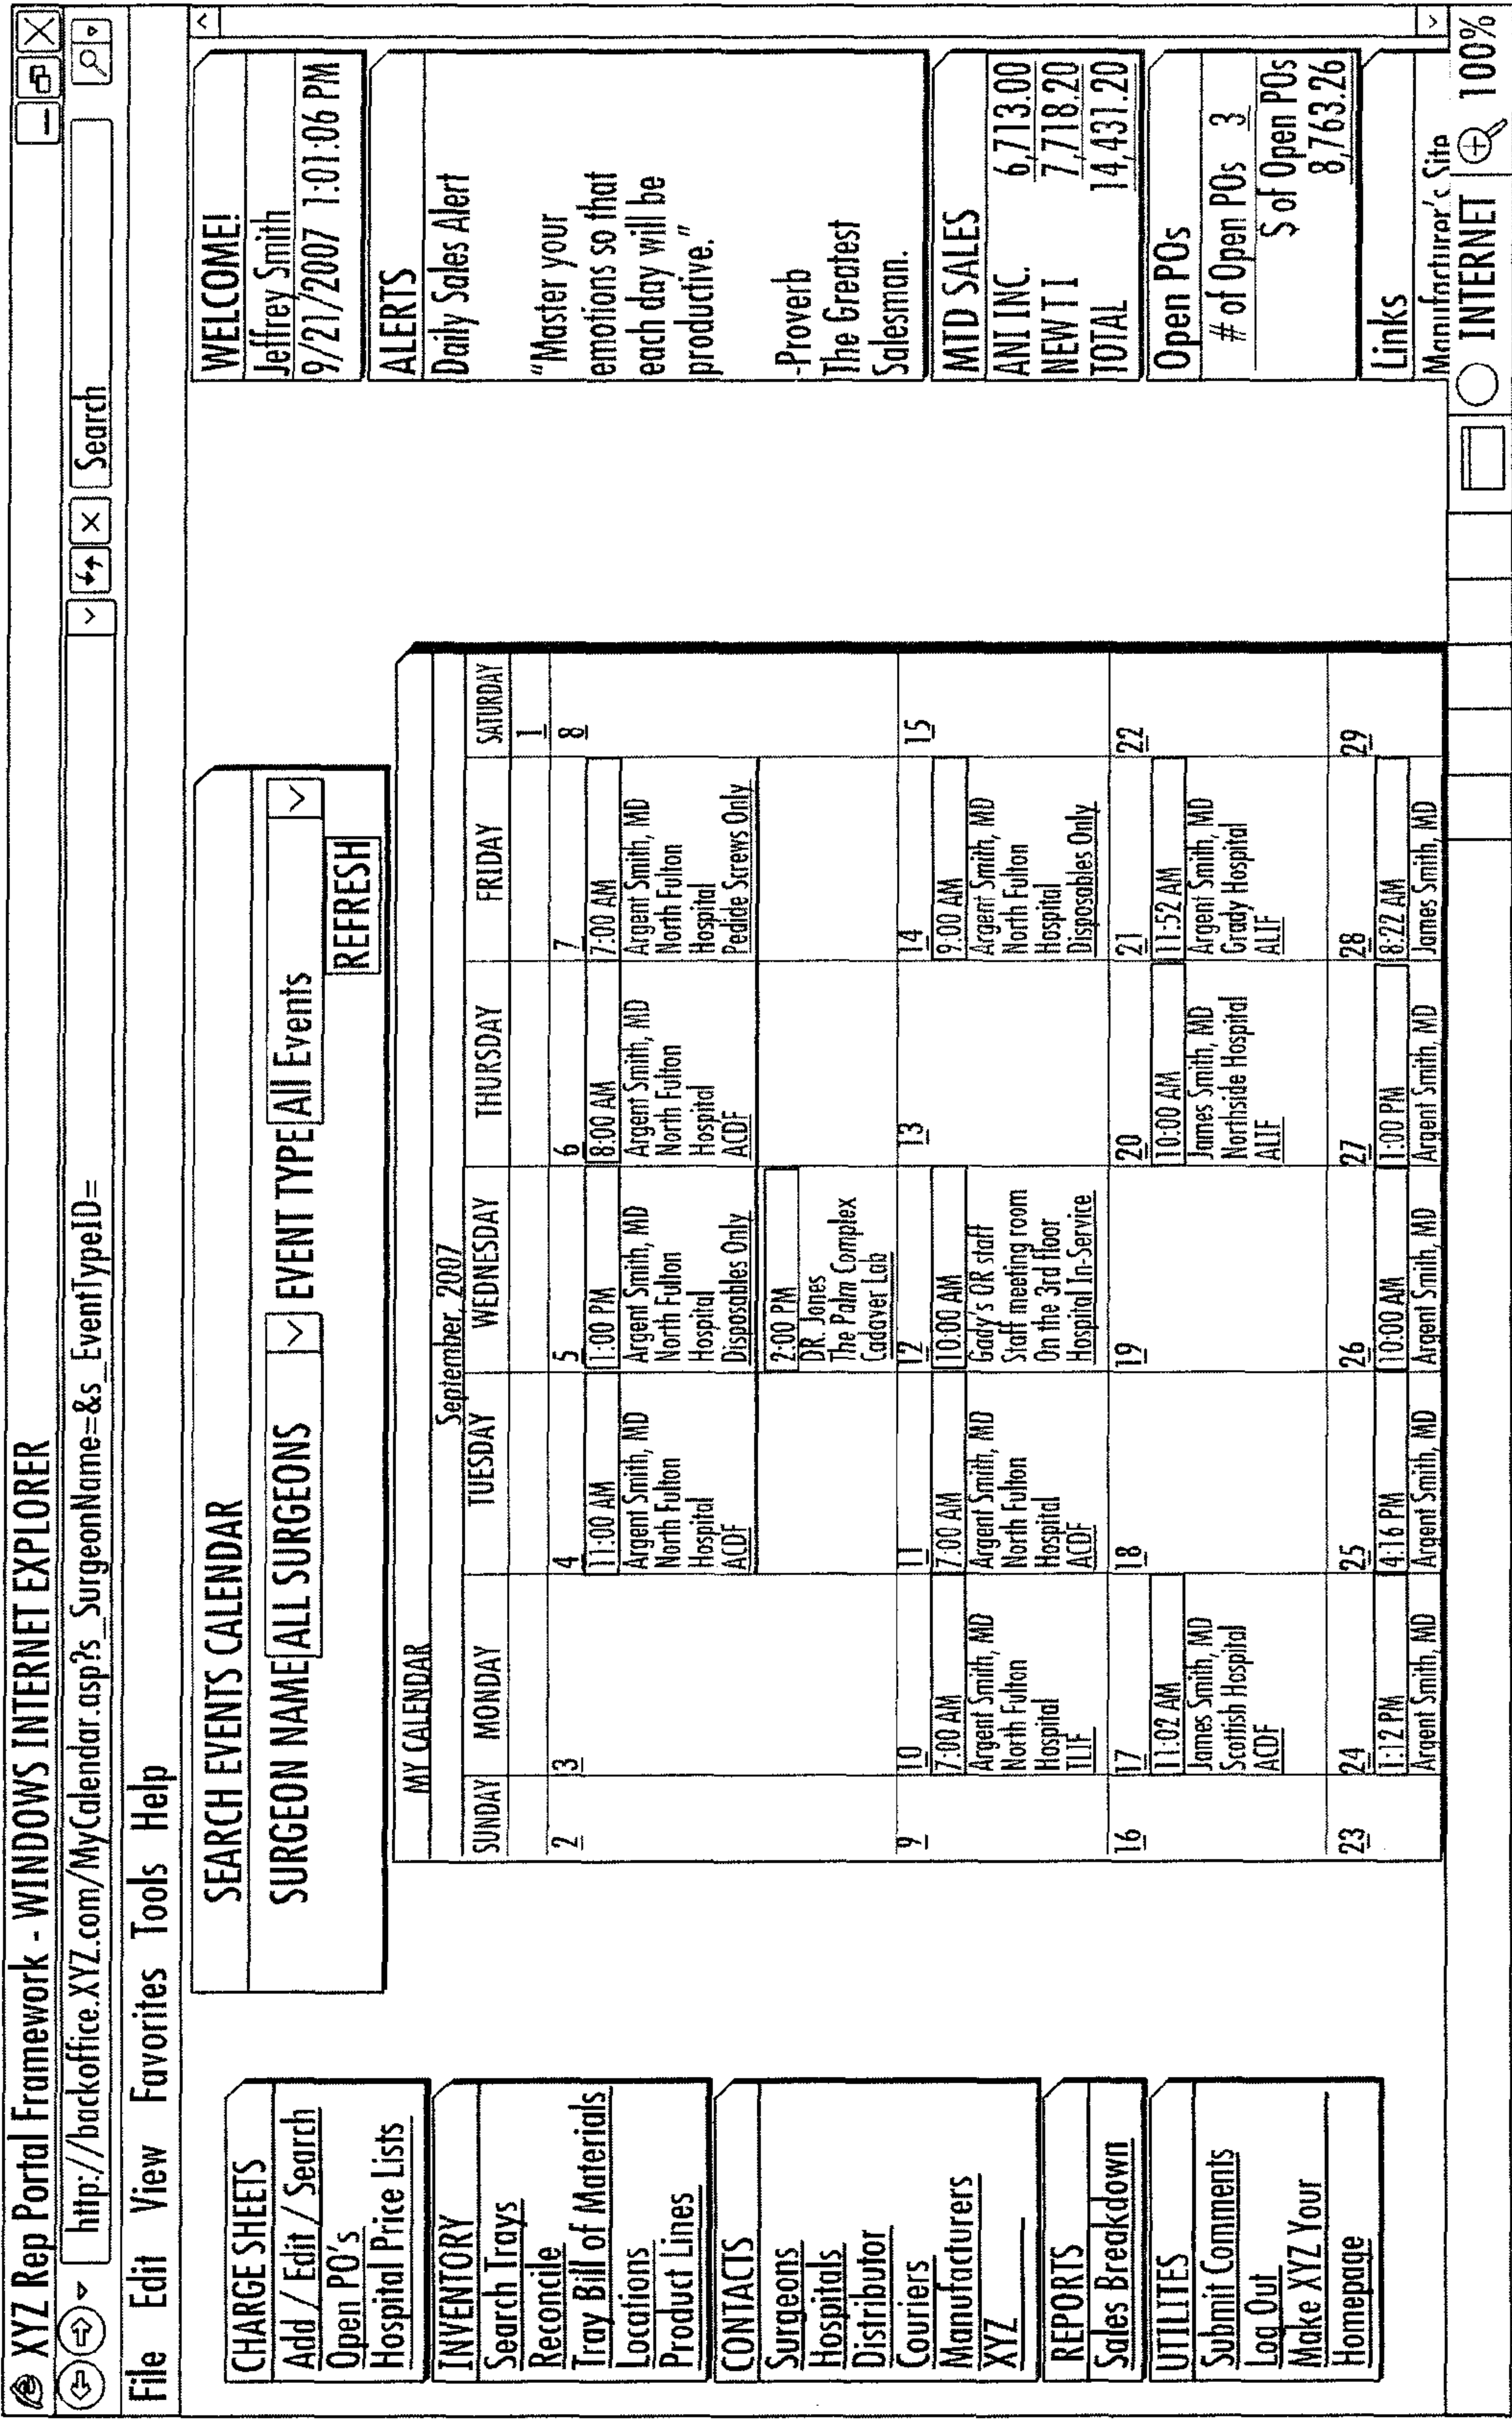 XYZ Rep Portal Framework - WINDOWS INTERNET EXPLORER
http://backoffice.XYZ.com/MyCalendar.asp?s_SurgeonName=&s_EventTypeID=
Search
File Edit View Favorites Tools Help
CHARGE SHEETS
Add / Edit / Search
Open PO's
Hospital Price Lists
INVENTORY
Search Trays
Reconcile
Tray Bill of Materials
Locations
Product Lines
CONTACTS
Surgeons
Hospitals
Distributor
Couriers
Manufacturers
XYZ
REPORTS
Sales Breakdown
UTILITES
Submit Comments
Log Out
Make XYZ Your
Homepage
SEARCH EVENTS CALENDAR
SURGEON NAME ALL SURGEONS EVENT TYPE All Events
REFRESH
MY CALENDAR
September, 2007
SUNDAY MONDAY TUESDAY WEDNESDAY THURSDAY FRIDAY SATURDAY
1
2
3
4
11:00 AM
Argent Smith, MD
North Fulton
Hospital
ACDF
5
1:00 PM
Argent Smith, MD
North Fulton
Hospital
Disposables Only
2:00 PM
DR. Jones
The Palm Complex
Cadaver Lab
6
8:00 AM
Argent Smith, MD
North Fulton
Hospital
ACDF
7
7:00 AM
Argent Smith, MD
North Fulton
Hospital
Pedide Screws Only
8
9
10
7:00 AM
Argent Smith, MD
North Fulton
Hospital
TLIF
11
7:00 AM
Argent Smith, MD
North Fulton
Hospital
ACDF
12
10:00 AM
Grady's OR staff
Staff meeting room
On the 3rd floor
Hospital In-Service
13
14
9:00 AM
Argent Smith, MD
North Fulton
Hospital
Disposables Only
15
16
17
11:02 AM
James Smith, MD
Scottish Hospital
ACDF
18
19
20
10:00 AM
James Smith, MD
Northside Hospital
ALIF
21
11:52 AM
Argent Smith, MD
Grady Hospital
ALIF
22
23
24
1:12 PM
Argent Smith, MD
25
4:16 PM
Argent Smith, MD
26
10:00 AM
Argent Smith, MD
27
1:00 PM
Argent Smith, MD
28
8:22 AM
James Smith, MD
29
WELCOME!
Jeffrey Smith
9/21/2007 1:01:06 PM
ALERTS
Daily Sales Alert
"Master your
emotions so that
each day will be
productive."
-Proverb
The Greatest
Salesman.
MTD SALES
ANI INC. 6,713.00
NEW TI 7,718.20
TOTAL 14,431.20
Open POs
# of Open POs 3
$ of Open POs
8,763.26
Links
Manufacturer's Site
INTERNET 100%